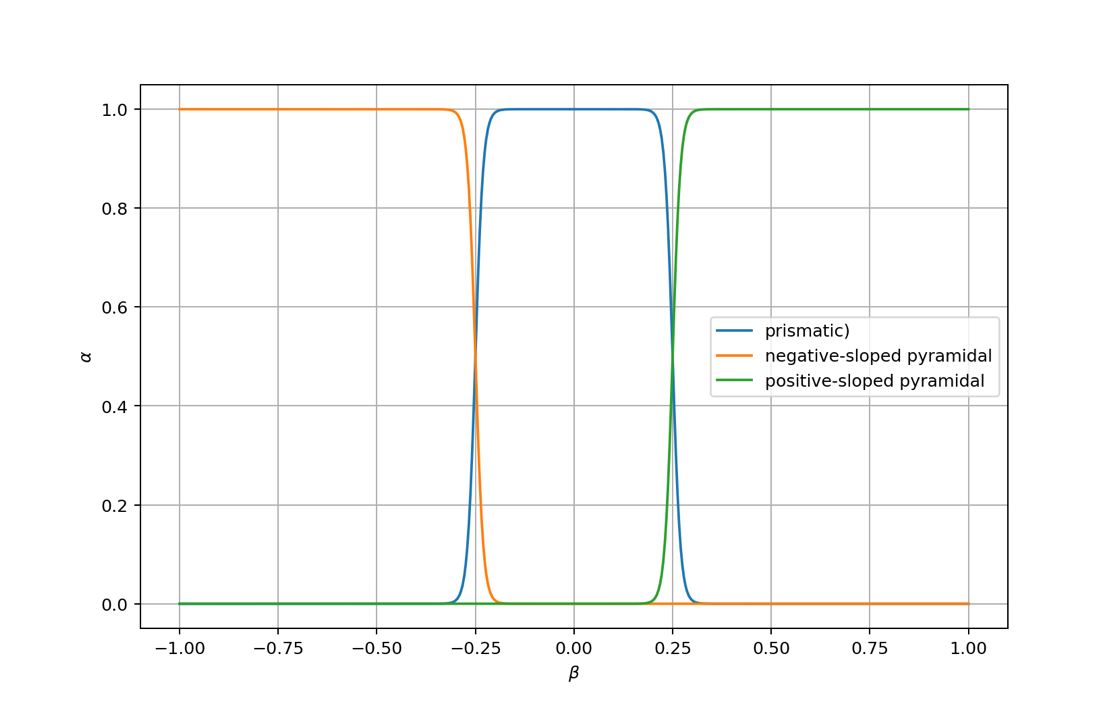 1.0
0.8
0.6
0.4
0.2
0.0
α
prismatic)
negative-sloped pyramidal
positive-sloped pyramidal
−1.00 −0.75 −0.50 −0.25 0.00 0.25 0.50 0.75 1.00
β